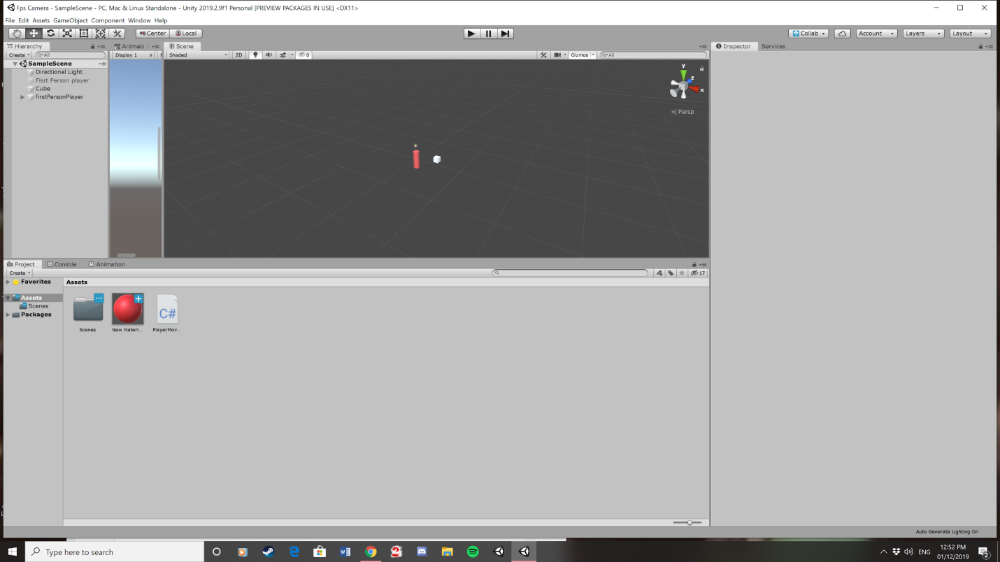 Fps Camera - SampleScene - PC, Mac & Linux Standalone - Unity 2019.2.9f1 Personal [PREVIEW PACKAGES IN USE] <DX11>
File Edit Assets GameObject Component Window Help
Center Local Collab Account Layers Layout
Hierarchy Animato Scene Inspector Services
Create All Display 1 Shaded 2D 0 Gizmos All
SampleScene
Directional Light
Fisrt Person player
Cube
firstPersonPlayer
y
z
x
Persp
Project Console Animation
Create 17
Favorites Assets
Assets
Scenes
Packages
C#
Scenes New Materi... PlayerMov...
Auto Generate Lighting On
Type here to search
ENG
12:52 PM
01/12/2019
2